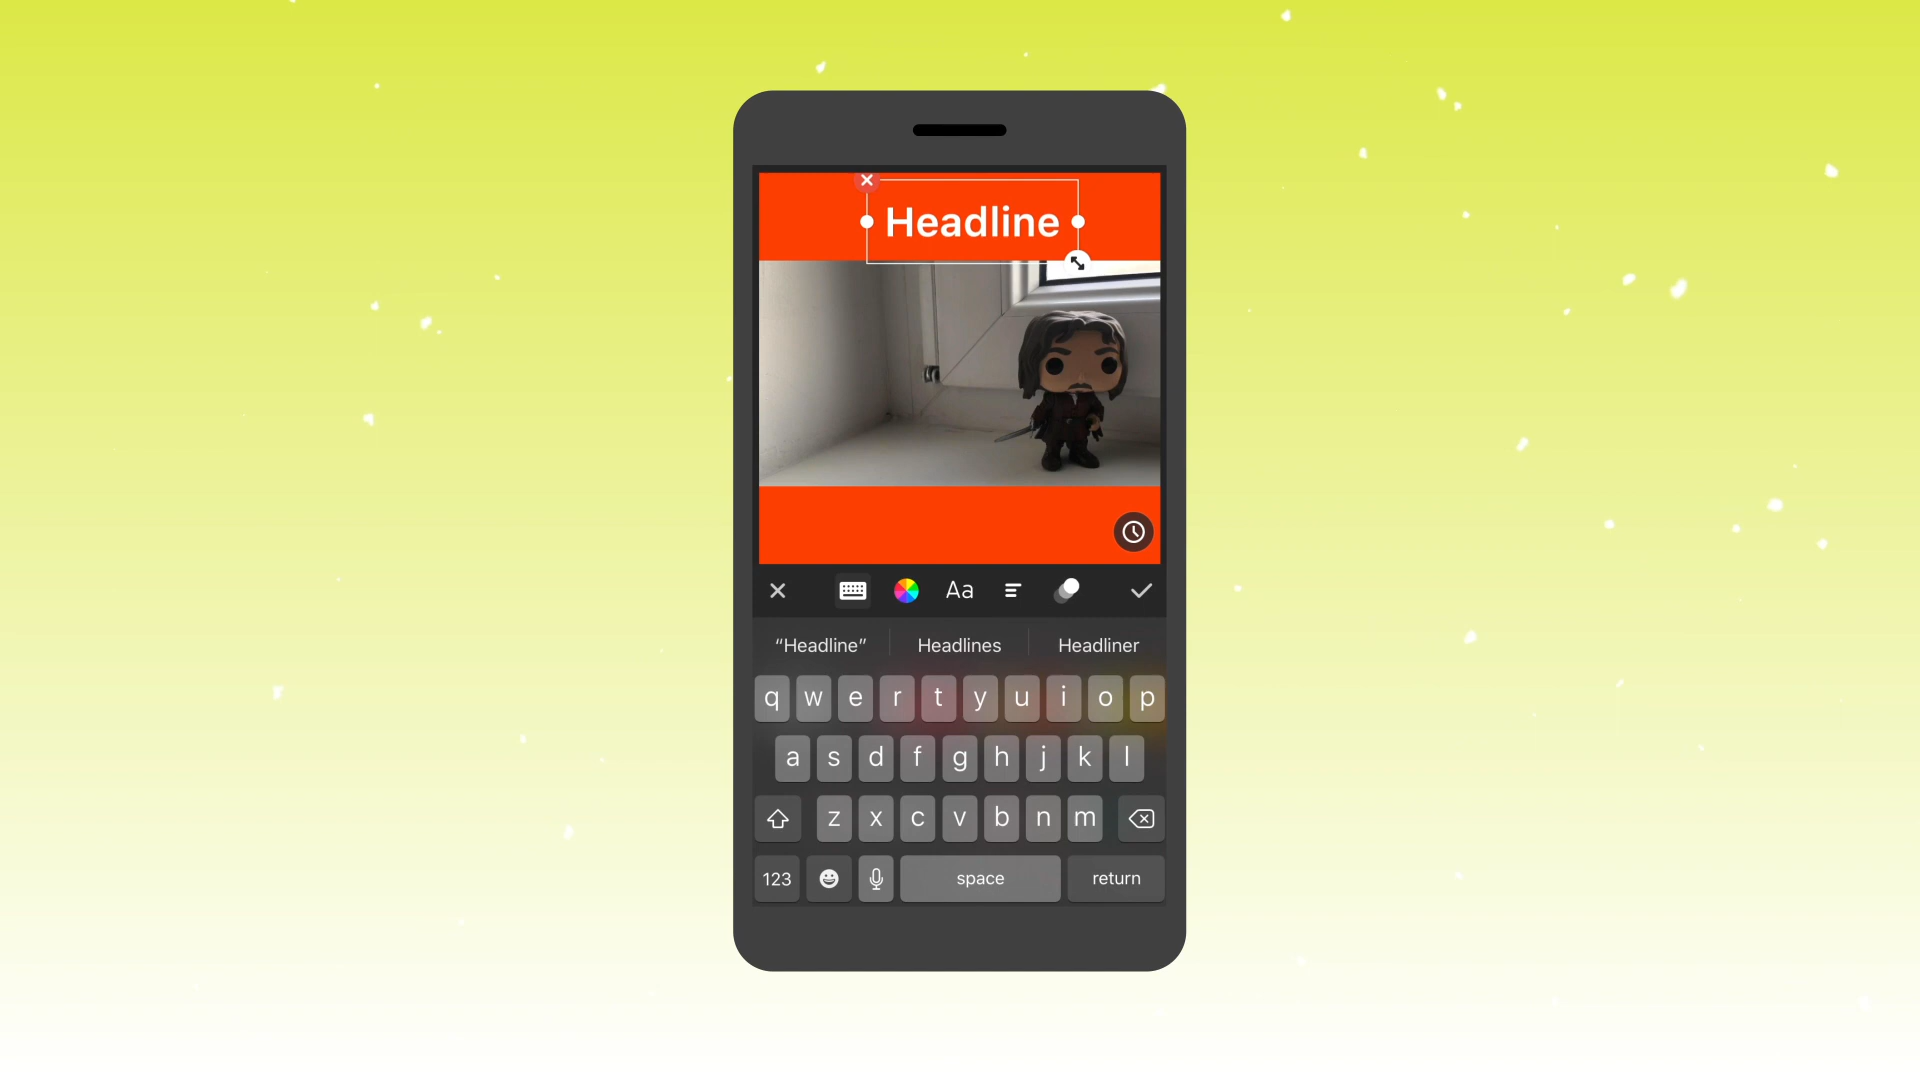 Headline
Aa
“Headline” Headlines Headliner
q w e r t y u i o p
a s d f g h j k l
z x c v b n m
123 space return